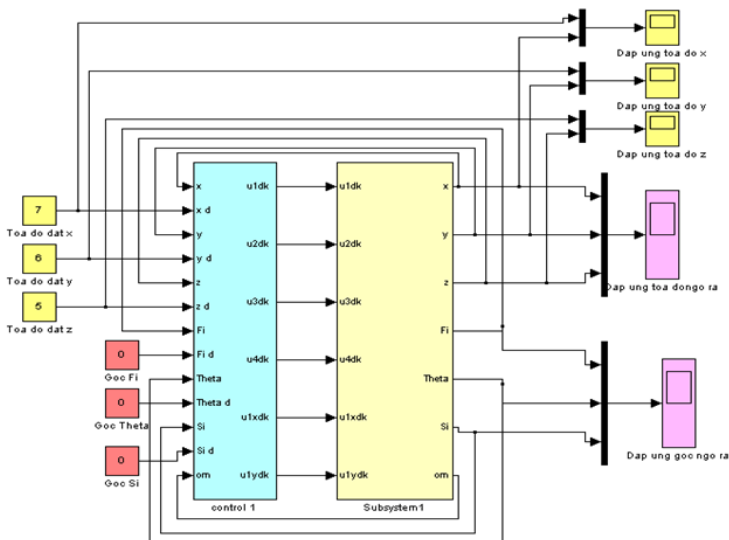 Dap ung toa do x
Dap ung toa do y
Dap ung toa do z
7
Toa do dat x
6
Toa do dat y
5
Toa do dat z
0
Goc Fi
0
Goc Theta
0
Goc Si
x
x d
y
y d
z
z d
Fi
Fi d
Theta
Theta d
Si
Si d
om
u1dk
u2dk
u3dk
u4dk
u1xdk
u1ydk
control 1
u1dk
u2dk
u3dk
u4dk
u1xdk
u1ydk
x
y
z
Fi
Theta
Si
om
Subsystem1
Dap ung toa dongo ra
Dap ung goc ngo ra